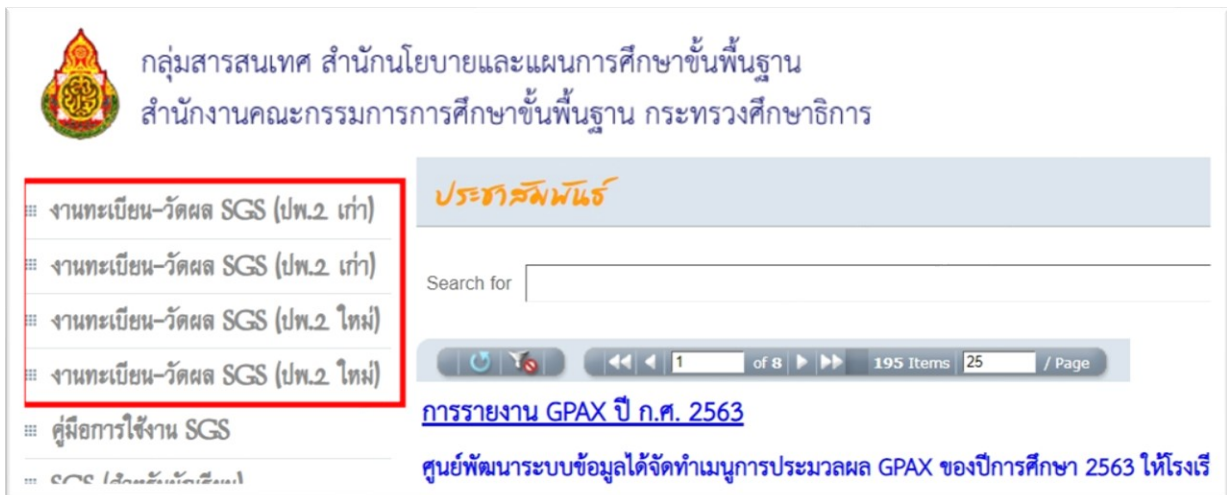 กลุ่มสารสนเทศ สำนักนโยบายและแผนการศึกษาขั้นพื้นฐาน
สำนักงานคณะกรรมการการศึกษาขั้นพื้นฐาน กระทรวงศึกษาธิการ
งานทะเบียน-วัดผล SGS (ปพ.2 เก่า)
งานทะเบียน-วัดผล SGS (ปพ.2 เก่า)
งานทะเบียน-วัดผล SGS (ปพ.2 ใหม่)
งานทะเบียน-วัดผล SGS (ปพ.2 ใหม่)
คู่มือการใช้งาน SGS
SGS (สำหรับนักเรียน)
ประชาสัมพันธ์
Search for
1 of 8 195 Items 25 / Page
การรายงาน GPAX ปี ก.ศ. 2563
ศูนย์พัฒนาระบบข้อมูลได้จัดทำเมนูการประมวลผล GPAX ของปีการศึกษา 2563 ให้โรงเรี